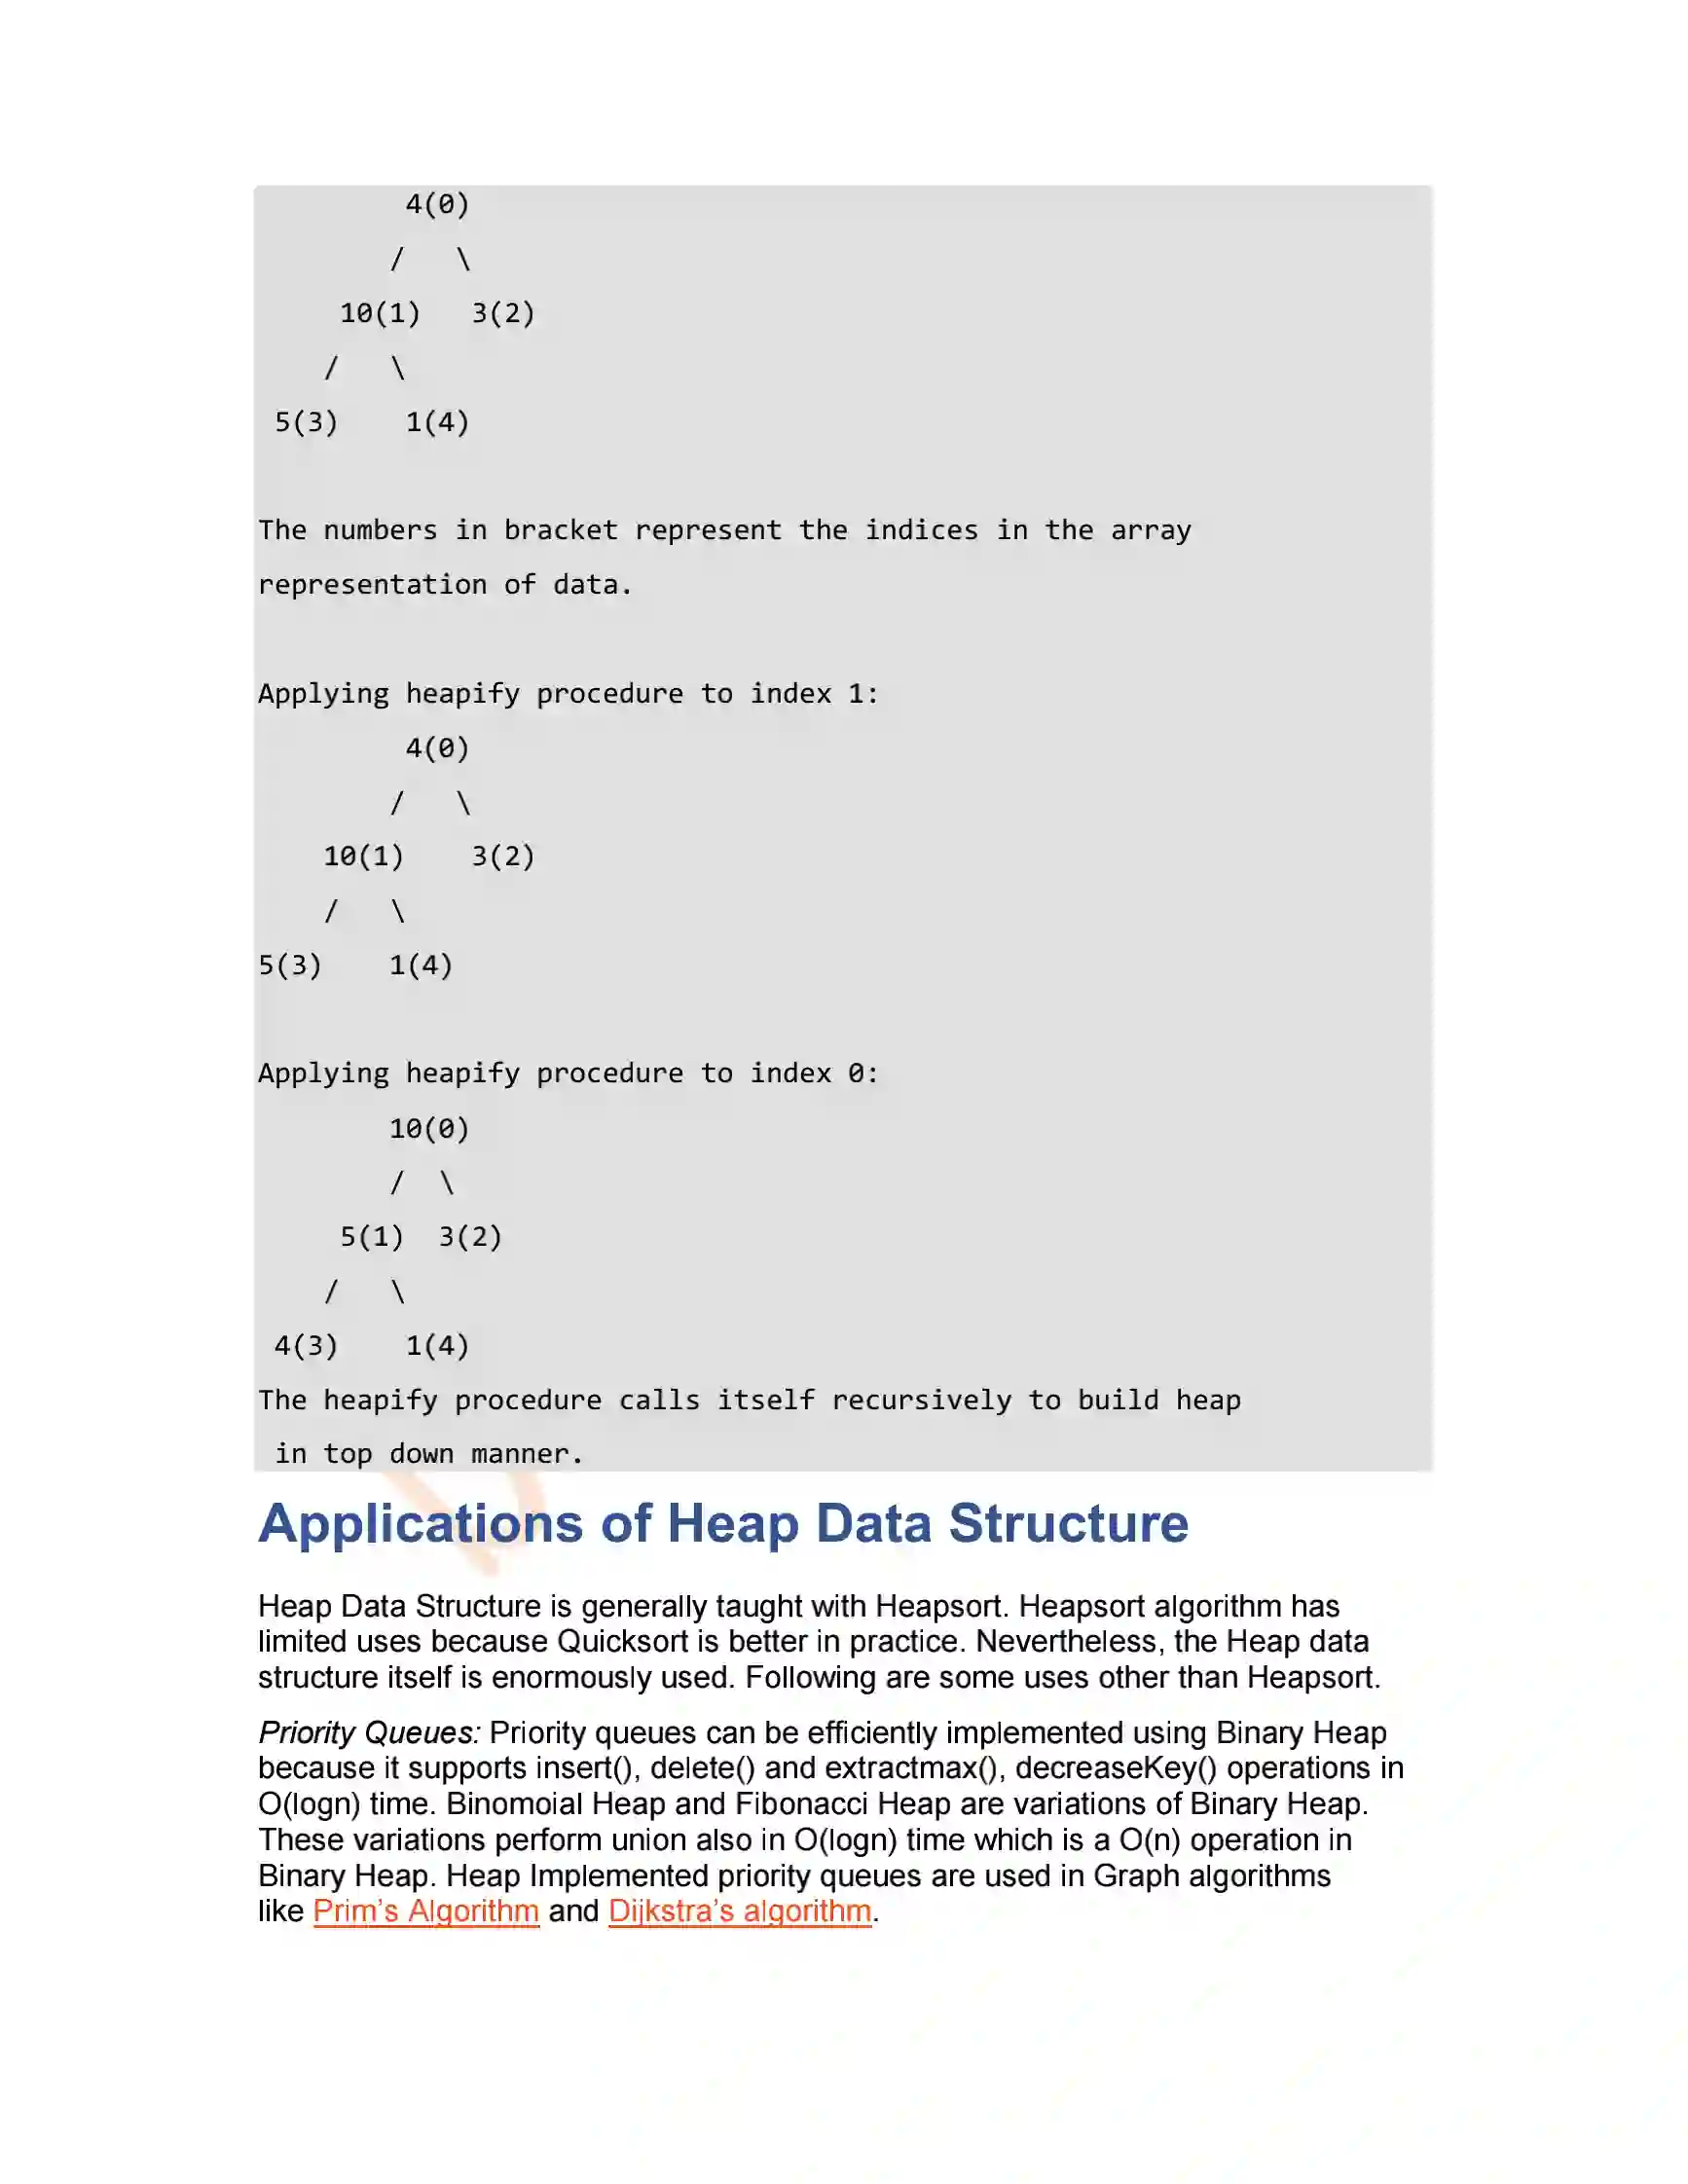 4(0)
        /   \
     10(1)   3(2)
    /   \
 5(3)    1(4)
The numbers in bracket represent the indices in the array
representation of data.
Applying heapify procedure to index 1:
         4(0)
        /   \
    10(1)    3(2)
    /   \
5(3)    1(4)
Applying heapify procedure to index 0:
        10(0)
        /  \
     5(1)  3(2)
    /   \
 4(3)    1(4)
The heapify procedure calls itself recursively to build heap
 in top down manner.
Applications of Heap Data Structure
Heap Data Structure is generally taught with Heapsort. Heapsort algorithm has
limited uses because Quicksort is better in practice. Nevertheless, the Heap data
structure itself is enormously used. Following are some uses other than Heapsort.
Priority Queues: Priority queues can be efficiently implemented using Binary Heap
because it supports insert(), delete() and extractmax(), decreaseKey() operations in
O(logn) time. Binomoial Heap and Fibonacci Heap are variations of Binary Heap.
These variations perform union also in O(logn) time which is a O(n) operation in
Binary Heap. Heap Implemented priority queues are used in Graph algorithms
like Prim’s Algorithm and Dijkstra’s algorithm.